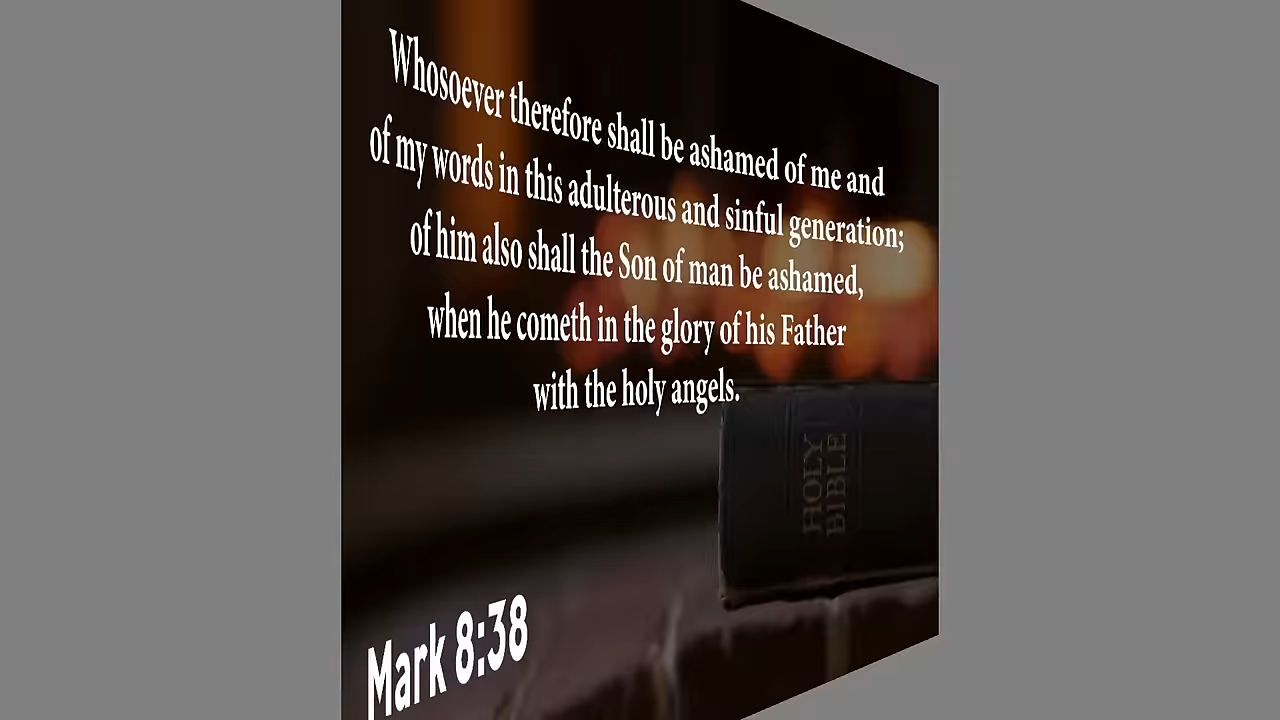 Whosoever therefore shall be ashamed of me and
of my words in this adulterous and sinful generation;
of him also shall the Son of man be ashamed,
when he cometh in the glory of his Father
with the holy angels.
HOLY
BIBLE
Mark 8:38